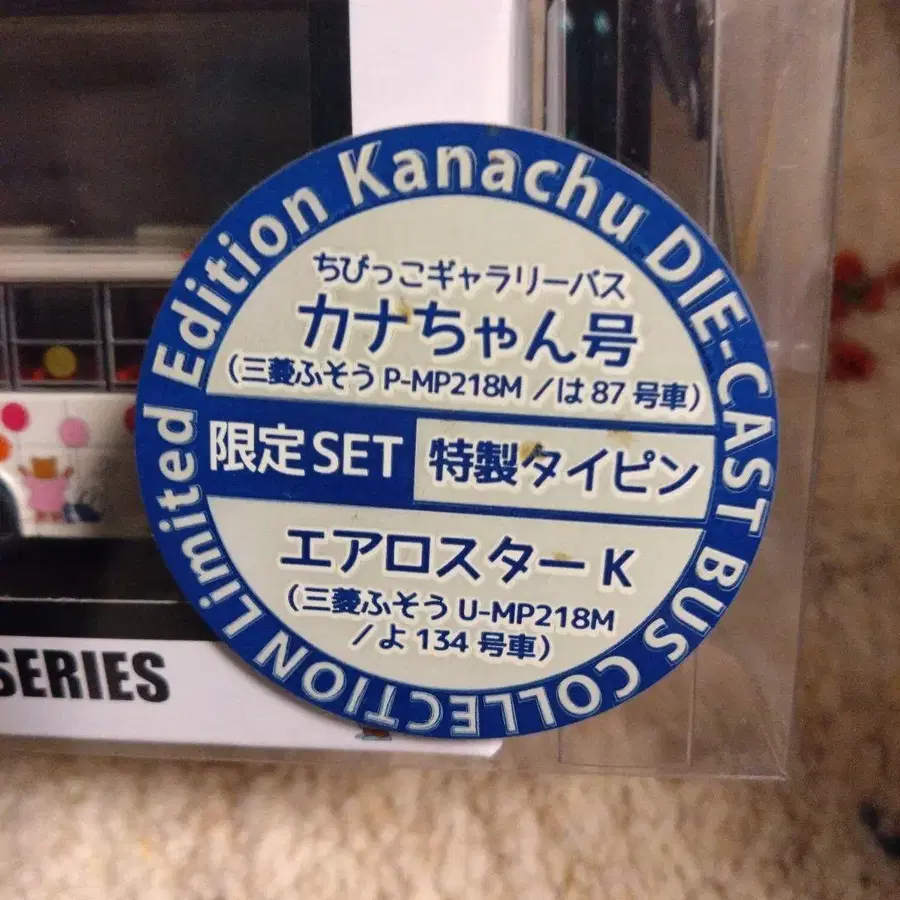 Limited Edition Kanachu DIE-CAST BUS COLLECTION
ちびっこギャラリーバス
カナちゃん号
(三菱ふそう P-MP218M /は 87 号車)
限定SET 特製タイピン
エアロスター K
(三菱ふそう U-MP218M
/よ 134 号車)
SERIES